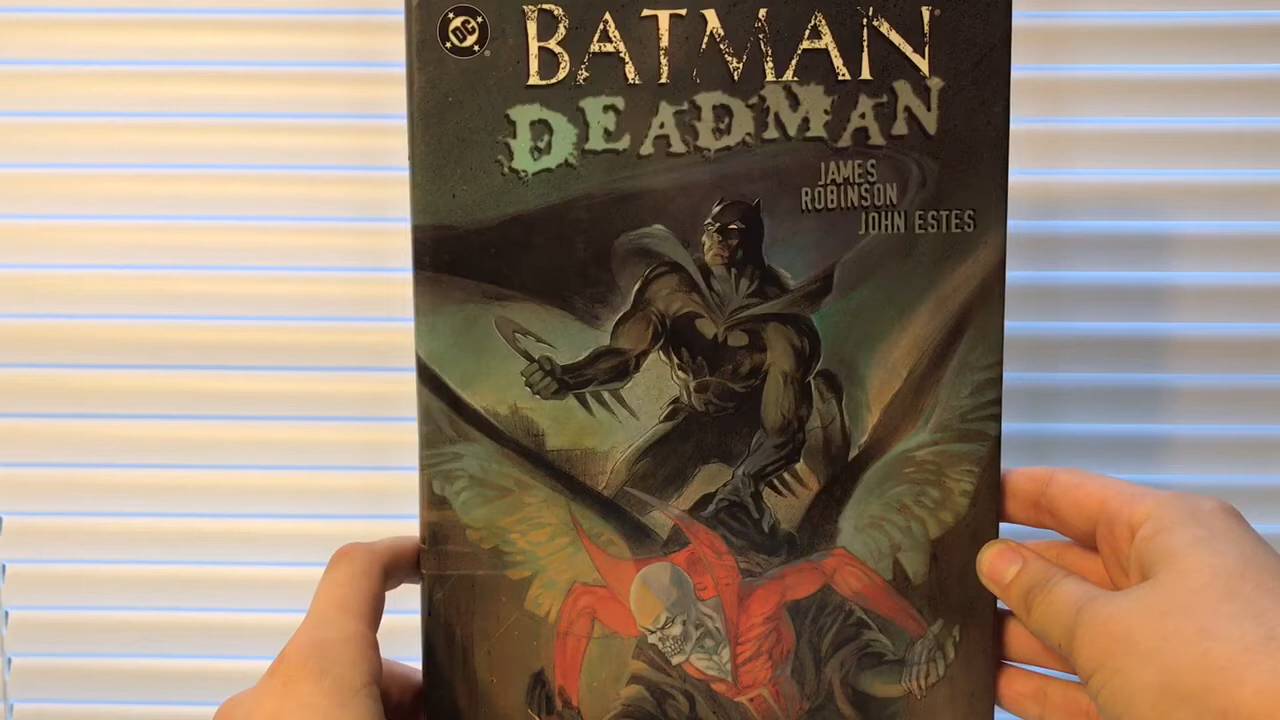 DC
BATMAN
DEADMAN
JAMES
ROBINSON
JOHN ESTES